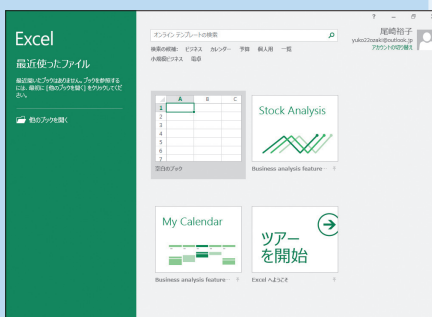 Excel
最近使ったファイル
最近開いたブックはありません。ブックを参照する
には、最初に [他のブックを開く] をクリックしてくだ
さい。
他のブックを開く
オンライン テンプレートの検索
検索の候補: ビジネス カレンダー 予算 個人用 一覧
小規模ビジネス 電卓
尾崎裕子
yuko22ozaki@outlook.jp
アカウントの切り替え
A B C
1
2
3
4
5
6
7
空白のブック
Stock Analysis
Business analysis feature…
My Calendar
Business analysis feature…
ツアー
を開始
Excel へようこそ